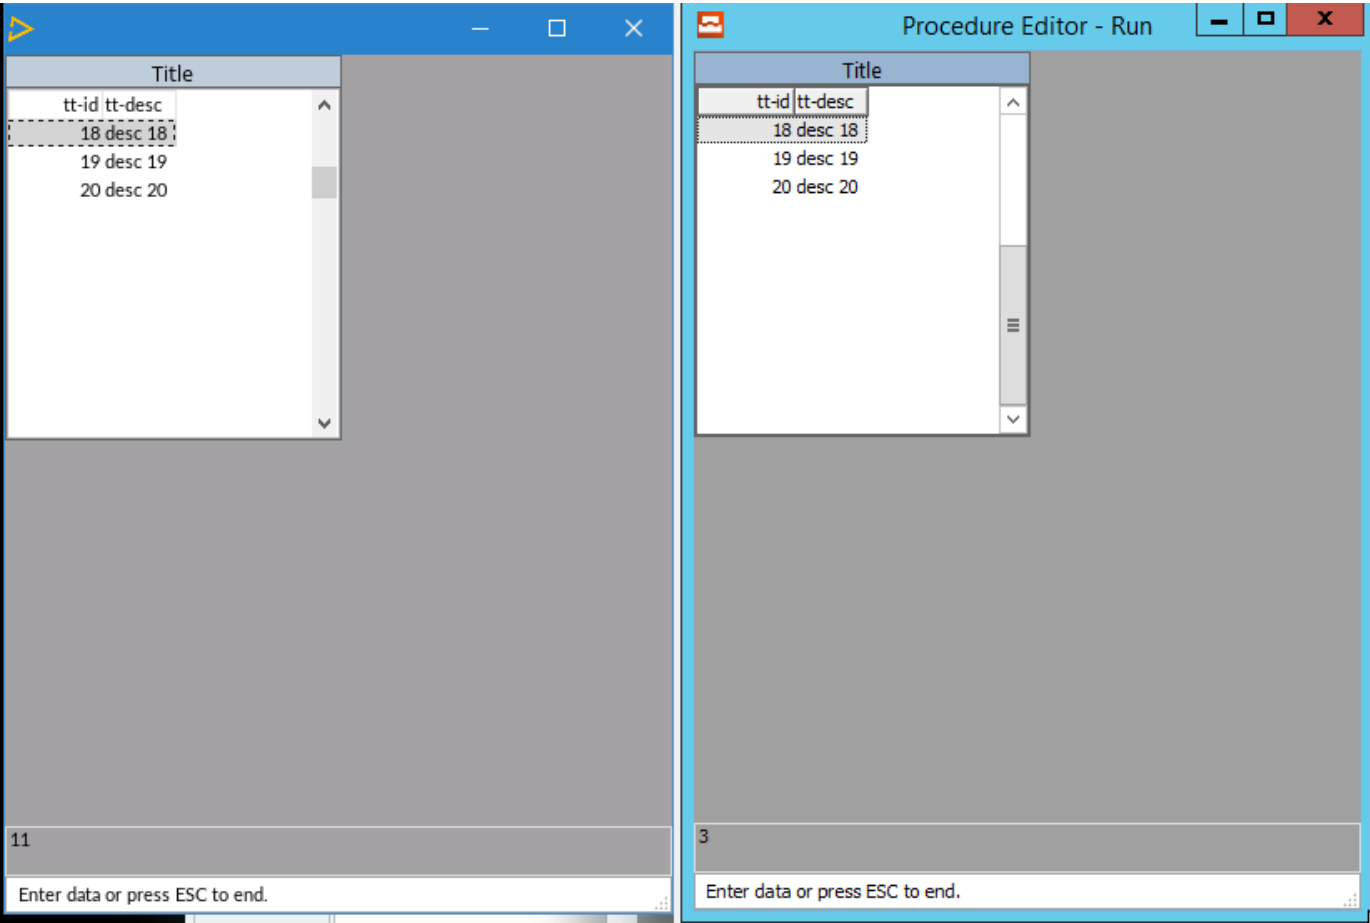 Title
tt-id tt-desc
18 desc 18
19 desc 19
20 desc 20
11
Enter data or press ESC to end.
Procedure Editor - Run
Title
tt-id tt-desc
18 desc 18
19 desc 19
20 desc 20
3
Enter data or press ESC to end.